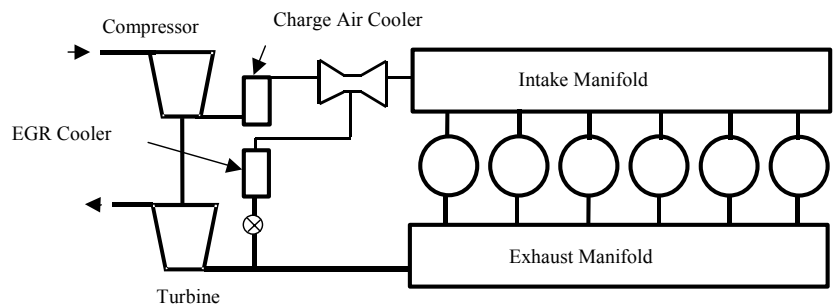 Compressor
Charge Air Cooler
Intake Manifold
EGR Cooler
Exhaust Manifold
Turbine